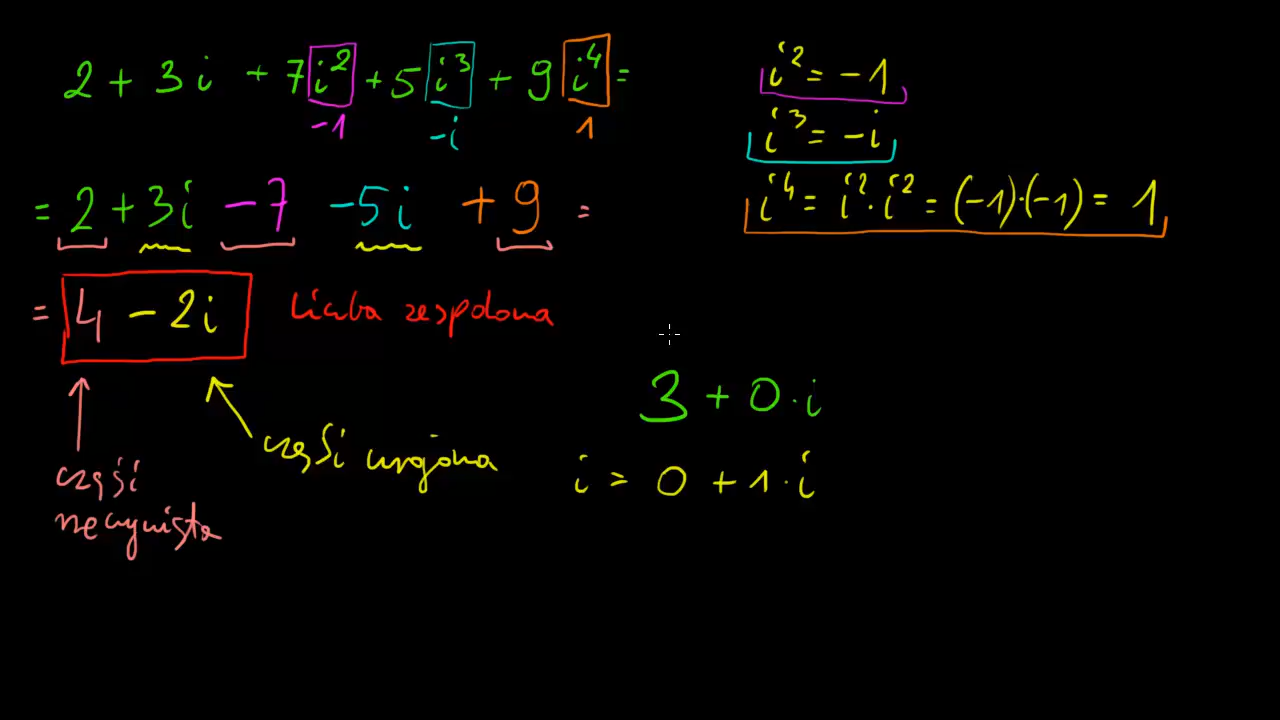 2 + 3i + 7i² + 5i³ + 9i⁴ =
-1 -i 1
= 2 + 3i - 7 - 5i + 9 =
= 4 - 2i liczba zespolona
część urojona
część rzeczywista
i² = -1
i³ = -i
i⁴ = i²·i² = (-1)·(-1) = 1
3 + 0·i
i = 0 + 1·i